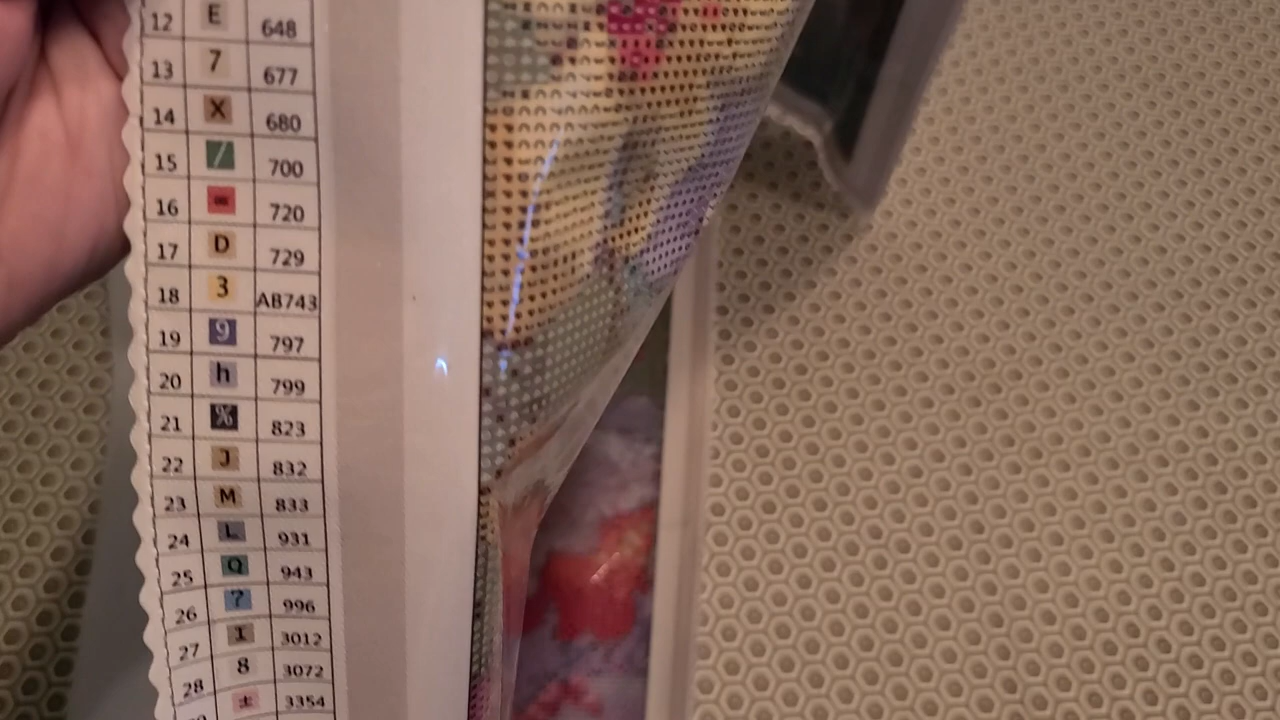 12 E 648
13 7 677
14 X 680
15 / 700
16 ∞ 720
17 D 729
18 3 AB743
19 9 797
20 h 799
21 % 823
22 J 832
23 M 833
24 L 931
25 Q 943
26 ? 996
27 I 3012
28 8 3072
± 3354